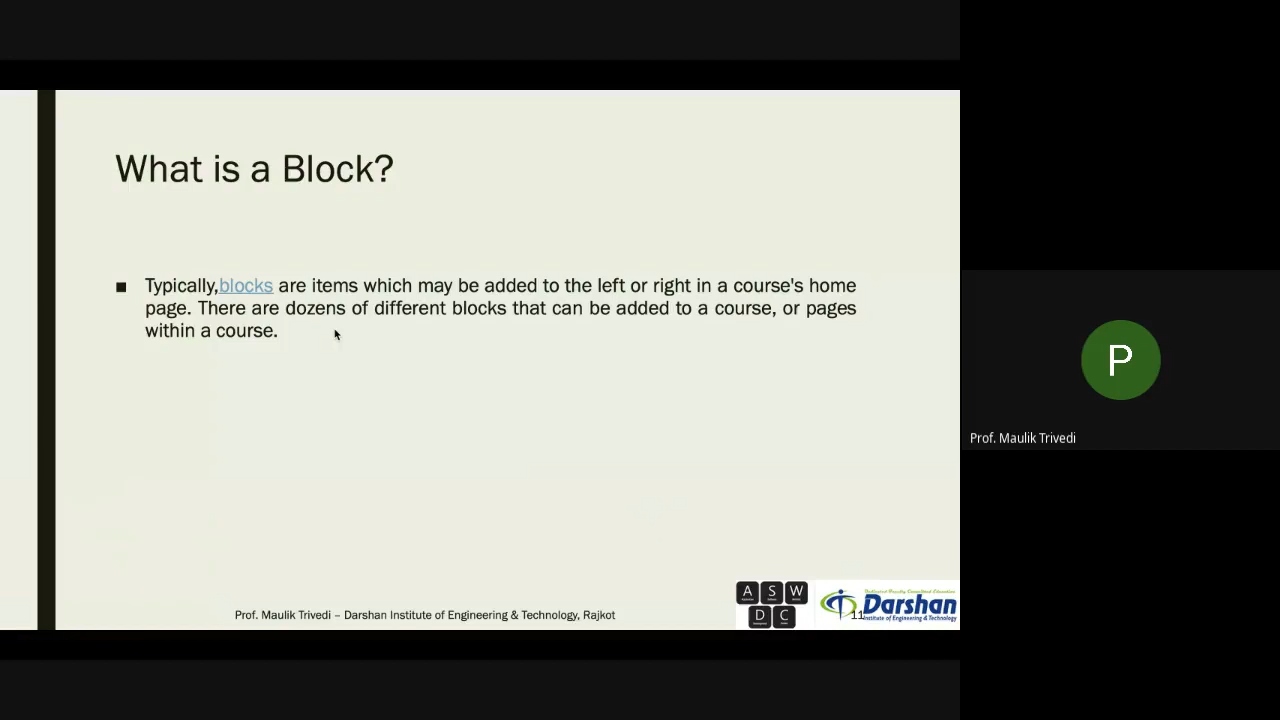 What is a Block?
■ Typically,blocks are items which may be added to the left or right in a course's home
page. There are dozens of different blocks that can be added to a course, or pages
within a course.
P
Prof. Maulik Trivedi
A S W
D C
Darshan
Institute of Engineering & Technology
11
Prof. Maulik Trivedi – Darshan Institute of Engineering & Technology, Rajkot